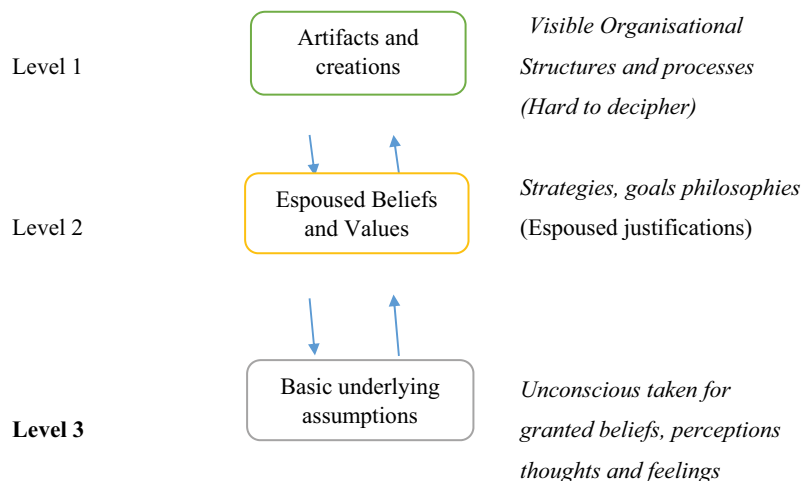 Artifacts and
creations
Level 1
Visible Organisational
Structures and processes
(Hard to decipher)
Espoused Beliefs
and Values
Level 2
Strategies, goals philosophies
(Espoused justifications)
Basic underlying
assumptions
Level 3
Unconscious taken for
granted beliefs, perceptions
thoughts and feelings